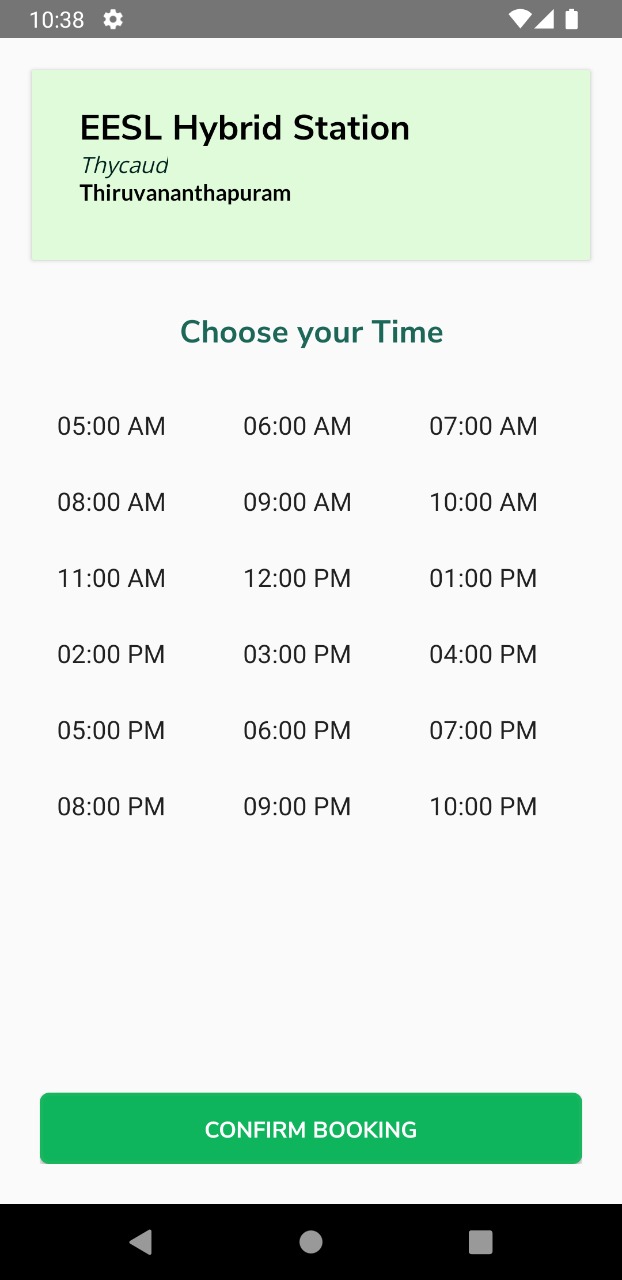 10:38
EESL Hybrid Station
Thycaud
Thiruvananthapuram
Choose your Time
05:00 AM 06:00 AM 07:00 AM
08:00 AM 09:00 AM 10:00 AM
11:00 AM 12:00 PM 01:00 PM
02:00 PM 03:00 PM 04:00 PM
05:00 PM 06:00 PM 07:00 PM
08:00 PM 09:00 PM 10:00 PM
CONFIRM BOOKING